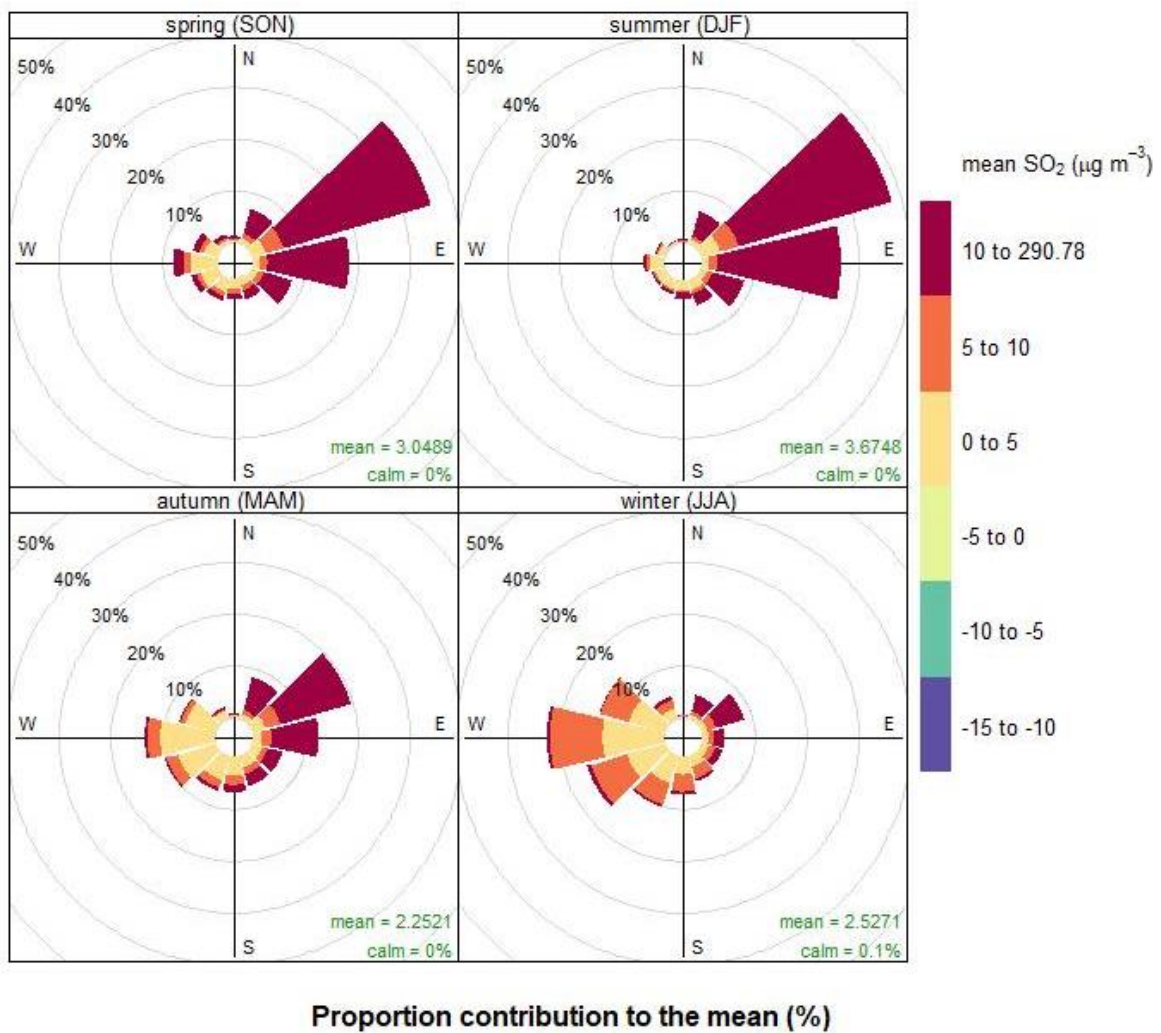 spring (SON)
50%
40%
30%
20%
10%
N
W
E
S
mean = 3.0489
calm = 0%
summer (DJF)
50%
40%
30%
20%
10%
N
W
E
S
mean = 3.6748
calm = 0%
autumn (MAM)
50%
40%
30%
20%
10%
N
W
E
S
mean = 2.2521
calm = 0%
winter (JJA)
50%
40%
30%
20%
10%
N
W
E
S
mean = 2.5271
calm = 0.1%
mean SO₂ (µg m⁻³)
10 to 290.78
5 to 10
0 to 5
-5 to 0
-10 to -5
-15 to -10
Proportion contribution to the mean (%)